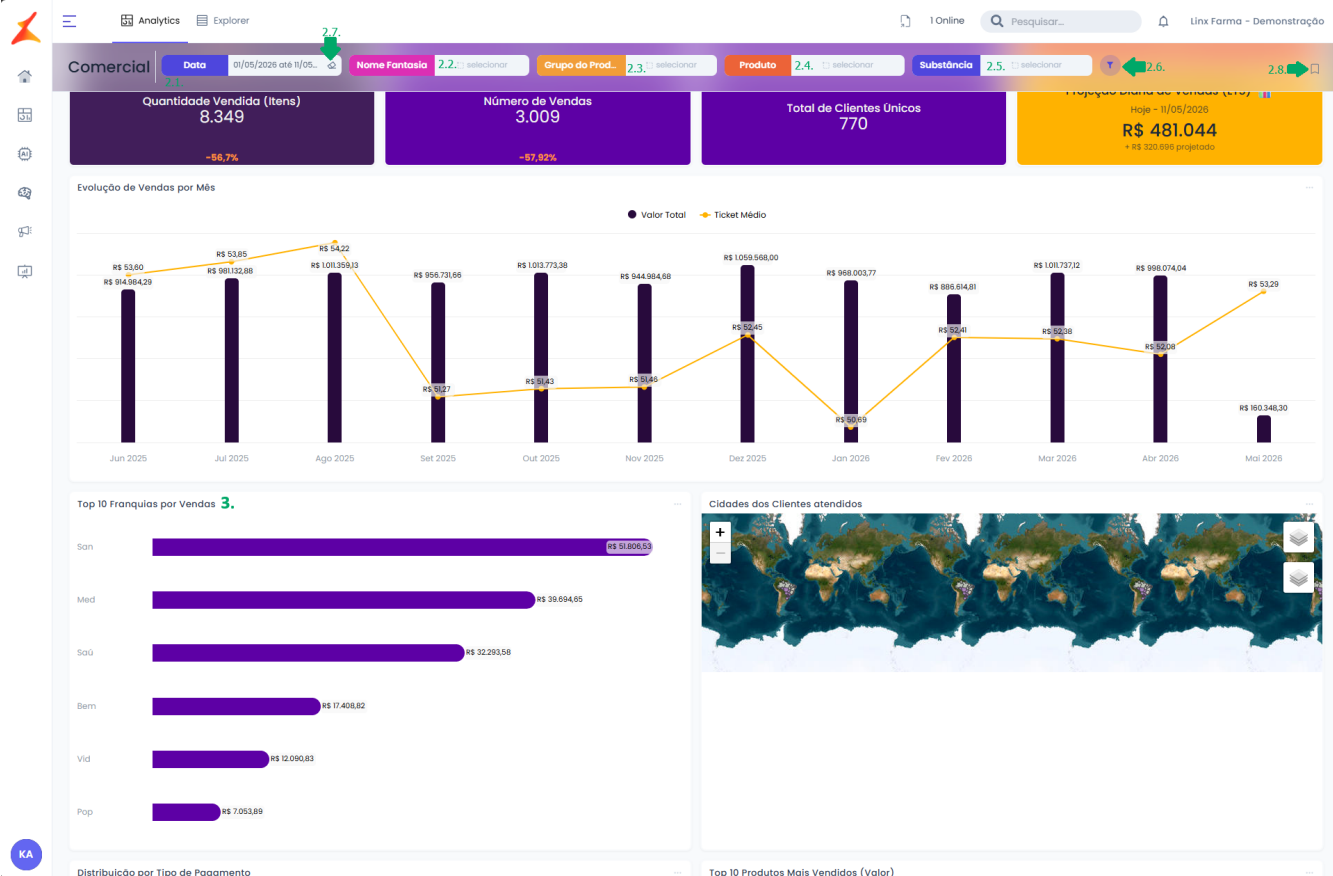 Analytics
Explorer
1 Online
Pesquisar...
Linx Farma - Demonstração
2.7.
Comercial
Data
01/05/2026 até 11/05...
2.1.
Nome Fantasia
2.2.
selecionar
Grupo do Prod...
2.3.
selecionar
Produto
2.4.
selecionar
Substância
2.5.
selecionar
2.6.
2.8.
Quantidade Vendida (Itens)
8.349
-56,7%
Número de Vendas
3.009
-57,92%
Total de Clientes Únicos
770
Projeção Diária de Vendas (ETS)
Hoje - 11/05/2026
R$ 481.044
+ R$ 320.696 projetado
Evolução de Vendas por Mês
Valor Total
Ticket Médio
R$ 53,60
R$ 914.984,29
R$ 53,85
R$ 981.132,88
R$ 54,22
R$ 1.011.359,13
R$ 956.731,66
R$ 51,27
R$ 1.013.773,38
R$ 51,43
R$ 944.984,68
R$ 51,46
R$ 1.059.568,00
R$ 52,45
R$ 968.003,77
R$ 50,69
R$ 886.614,81
R$ 52,41
R$ 1.011.737,12
R$ 52,38
R$ 998.074,04
R$ 52,08
R$ 53,29
R$ 160.348,30
Jun 2025
Jul 2025
Ago 2025
Set 2025
Out 2025
Nov 2025
Dez 2025
Jan 2026
Fev 2026
Mar 2026
Abr 2026
Mai 2026
Top 10 Franquias por Vendas
3.
San
R$ 51.806,53
Med
R$ 39.694,65
Saú
R$ 32.293,58
Bem
R$ 17.408,82
Vid
R$ 12.090,83
Pop
R$ 7.053,89
Cidades dos Clientes atendidos
+
−
KA
Distribuição por Tipo de Pagamento
Top 10 Produtos Mais Vendidos (Valor)